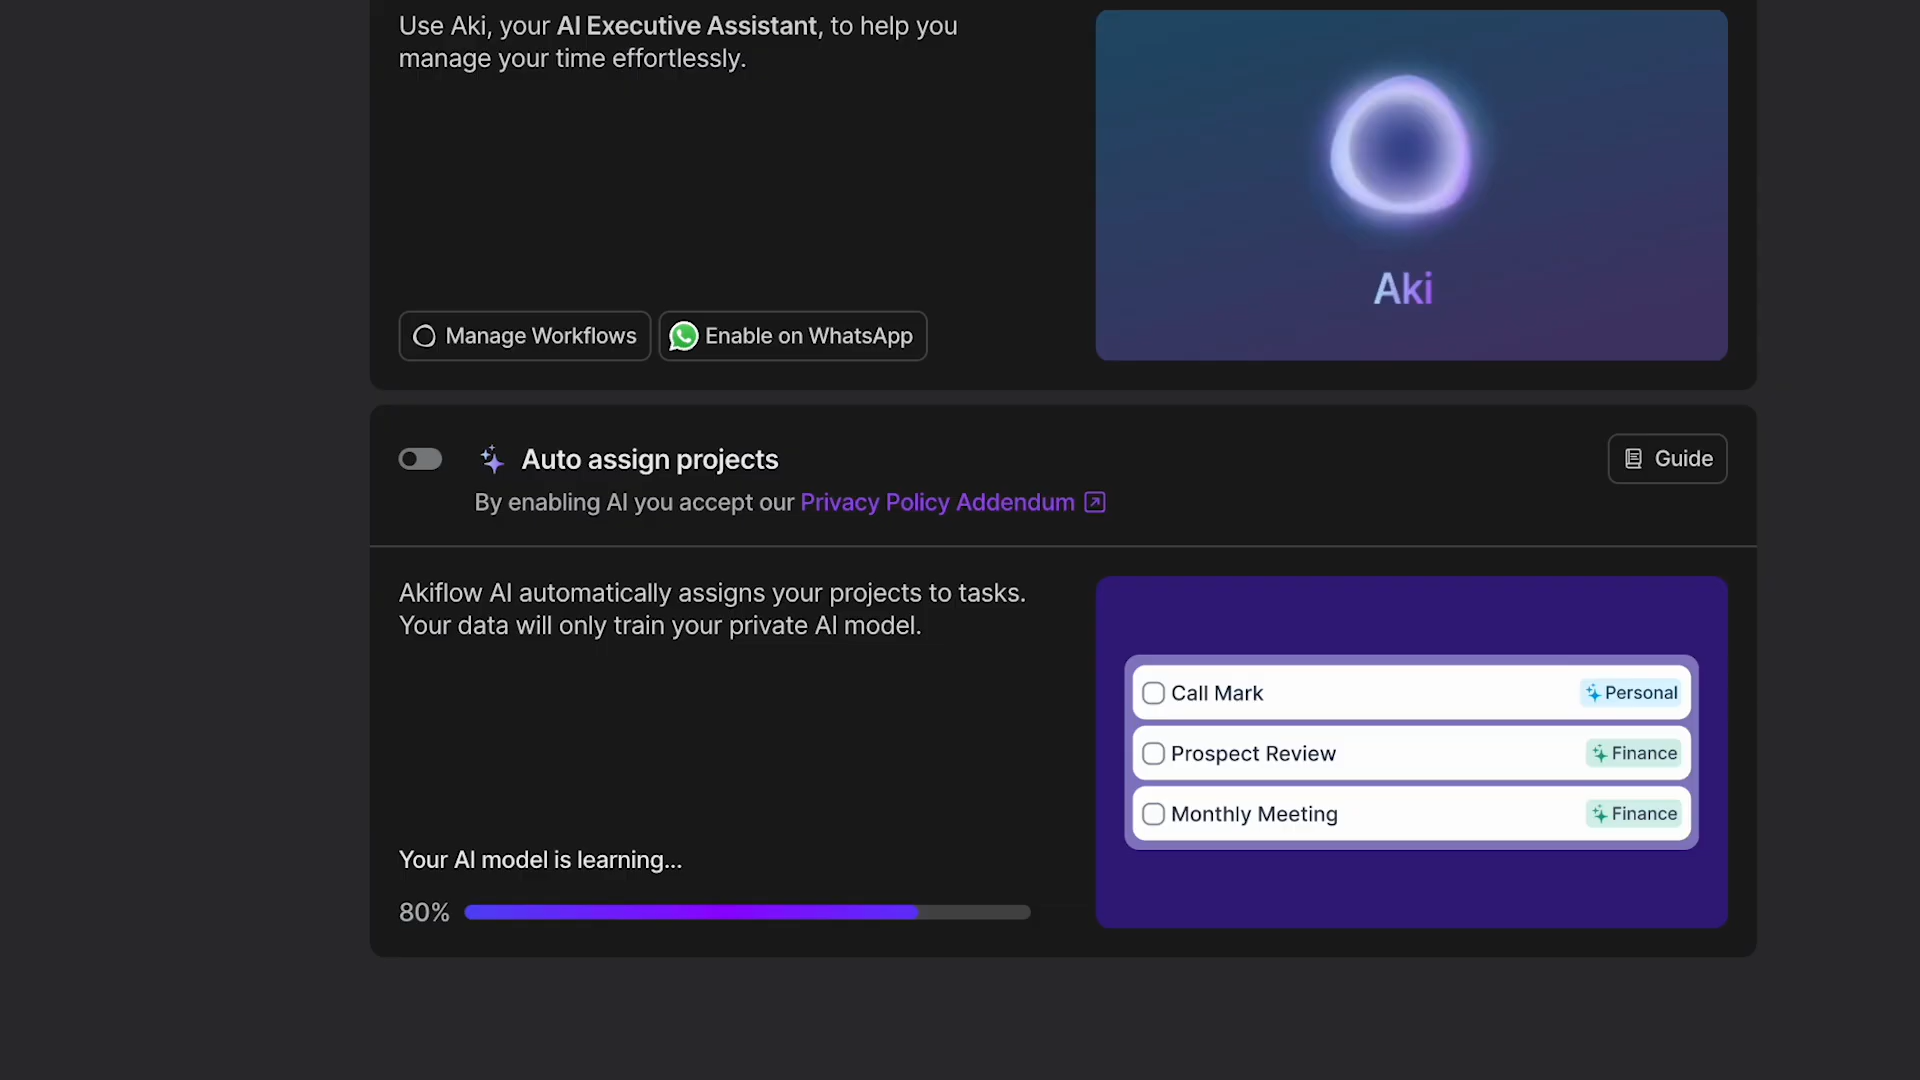 Use Aki, your AI Executive Assistant, to help you
manage your time effortlessly.
Aki
Manage Workflows
Enable on WhatsApp
Auto assign projects
Guide
By enabling AI you accept our Privacy Policy Addendum
Akiflow AI automatically assigns your projects to tasks.
Your data will only train your private AI model.
Call Mark
Personal
Prospect Review
Finance
Monthly Meeting
Finance
Your AI model is learning...
80%